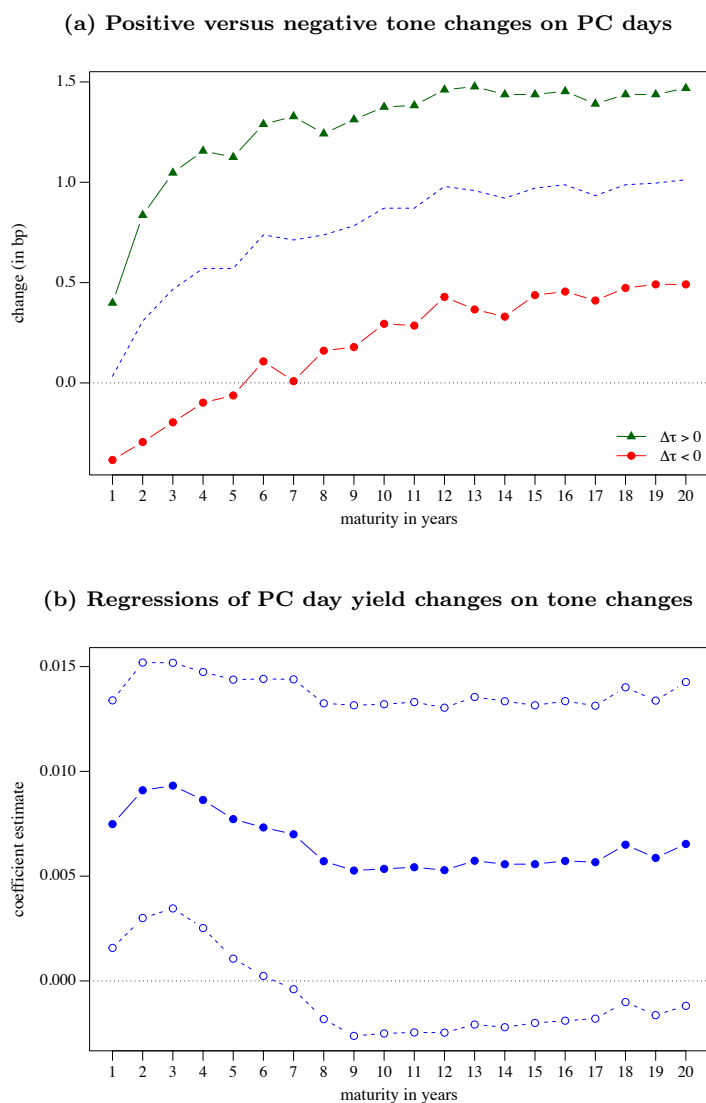 (a) Positive versus negative tone changes on PC days
1.5
1.0
0.5
0.0
change (in bp)
Δτ > 0
Δτ < 0
1 2 3 4 5 6 7 8 9 10 11 12 13 14 15 16 17 18 19 20
maturity in years
(b) Regressions of PC day yield changes on tone changes
0.015
0.010
0.005
0.000
coefficient estimate
1 2 3 4 5 6 7 8 9 10 11 12 13 14 15 16 17 18 19 20
maturity in years